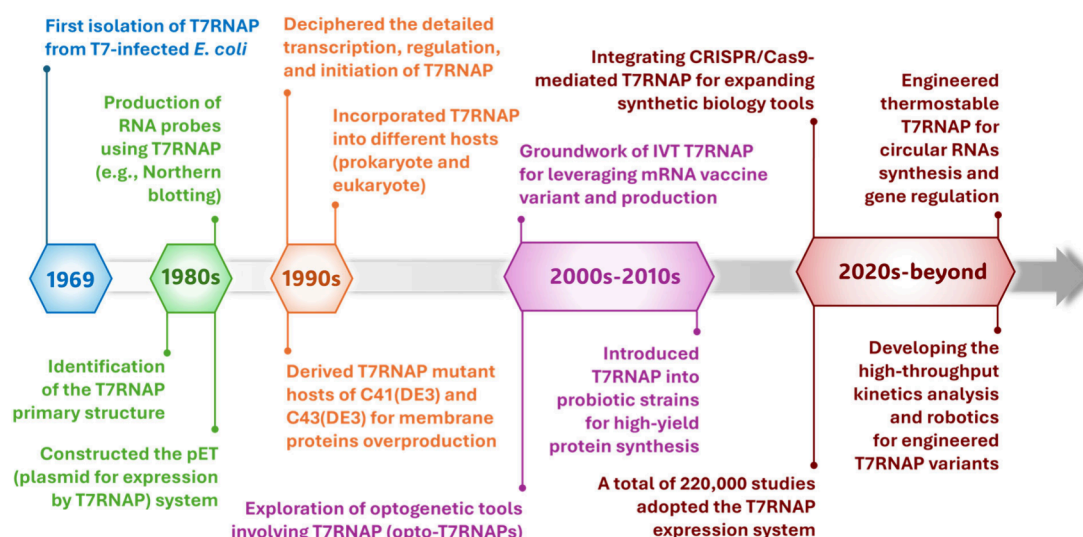 First isolation of T7RNAP
from T7-infected E. coli
Production of
RNA probes
using T7RNAP
(e.g., Northern
blotting)
Deciphered the detailed
transcription, regulation,
and initiation of T7RNAP
Incorporated T7RNAP
into different hosts
(prokaryote and
eukaryote)
Groundwork of IVT T7RNAP
for leveraging mRNA vaccine
variant and production
Integrating CRISPR/Cas9-
mediated T7RNAP for expanding
synthetic biology tools
Engineered
thermostable
T7RNAP for
circular RNAs
synthesis and
gene regulation
1969
1980s
1990s
2000s-2010s
2020s-beyond
Identification
of the T7RNAP
primary structure
Constructed the pET
(plasmid for expression
by T7RNAP) system
Derived T7RNAP mutant
hosts of C41(DE3) and
C43(DE3) for membrane
proteins overproduction
Exploration of optogenetic tools
involving T7RNAP (opto-T7RNAPs)
Introduced
T7RNAP into
probiotic strains
for high-yield
protein synthesis
A total of 220,000 studies
adopted the T7RNAP
expression system
Developing the
high-throughput
kinetics analysis
and robotics
for engineered
T7RNAP variants